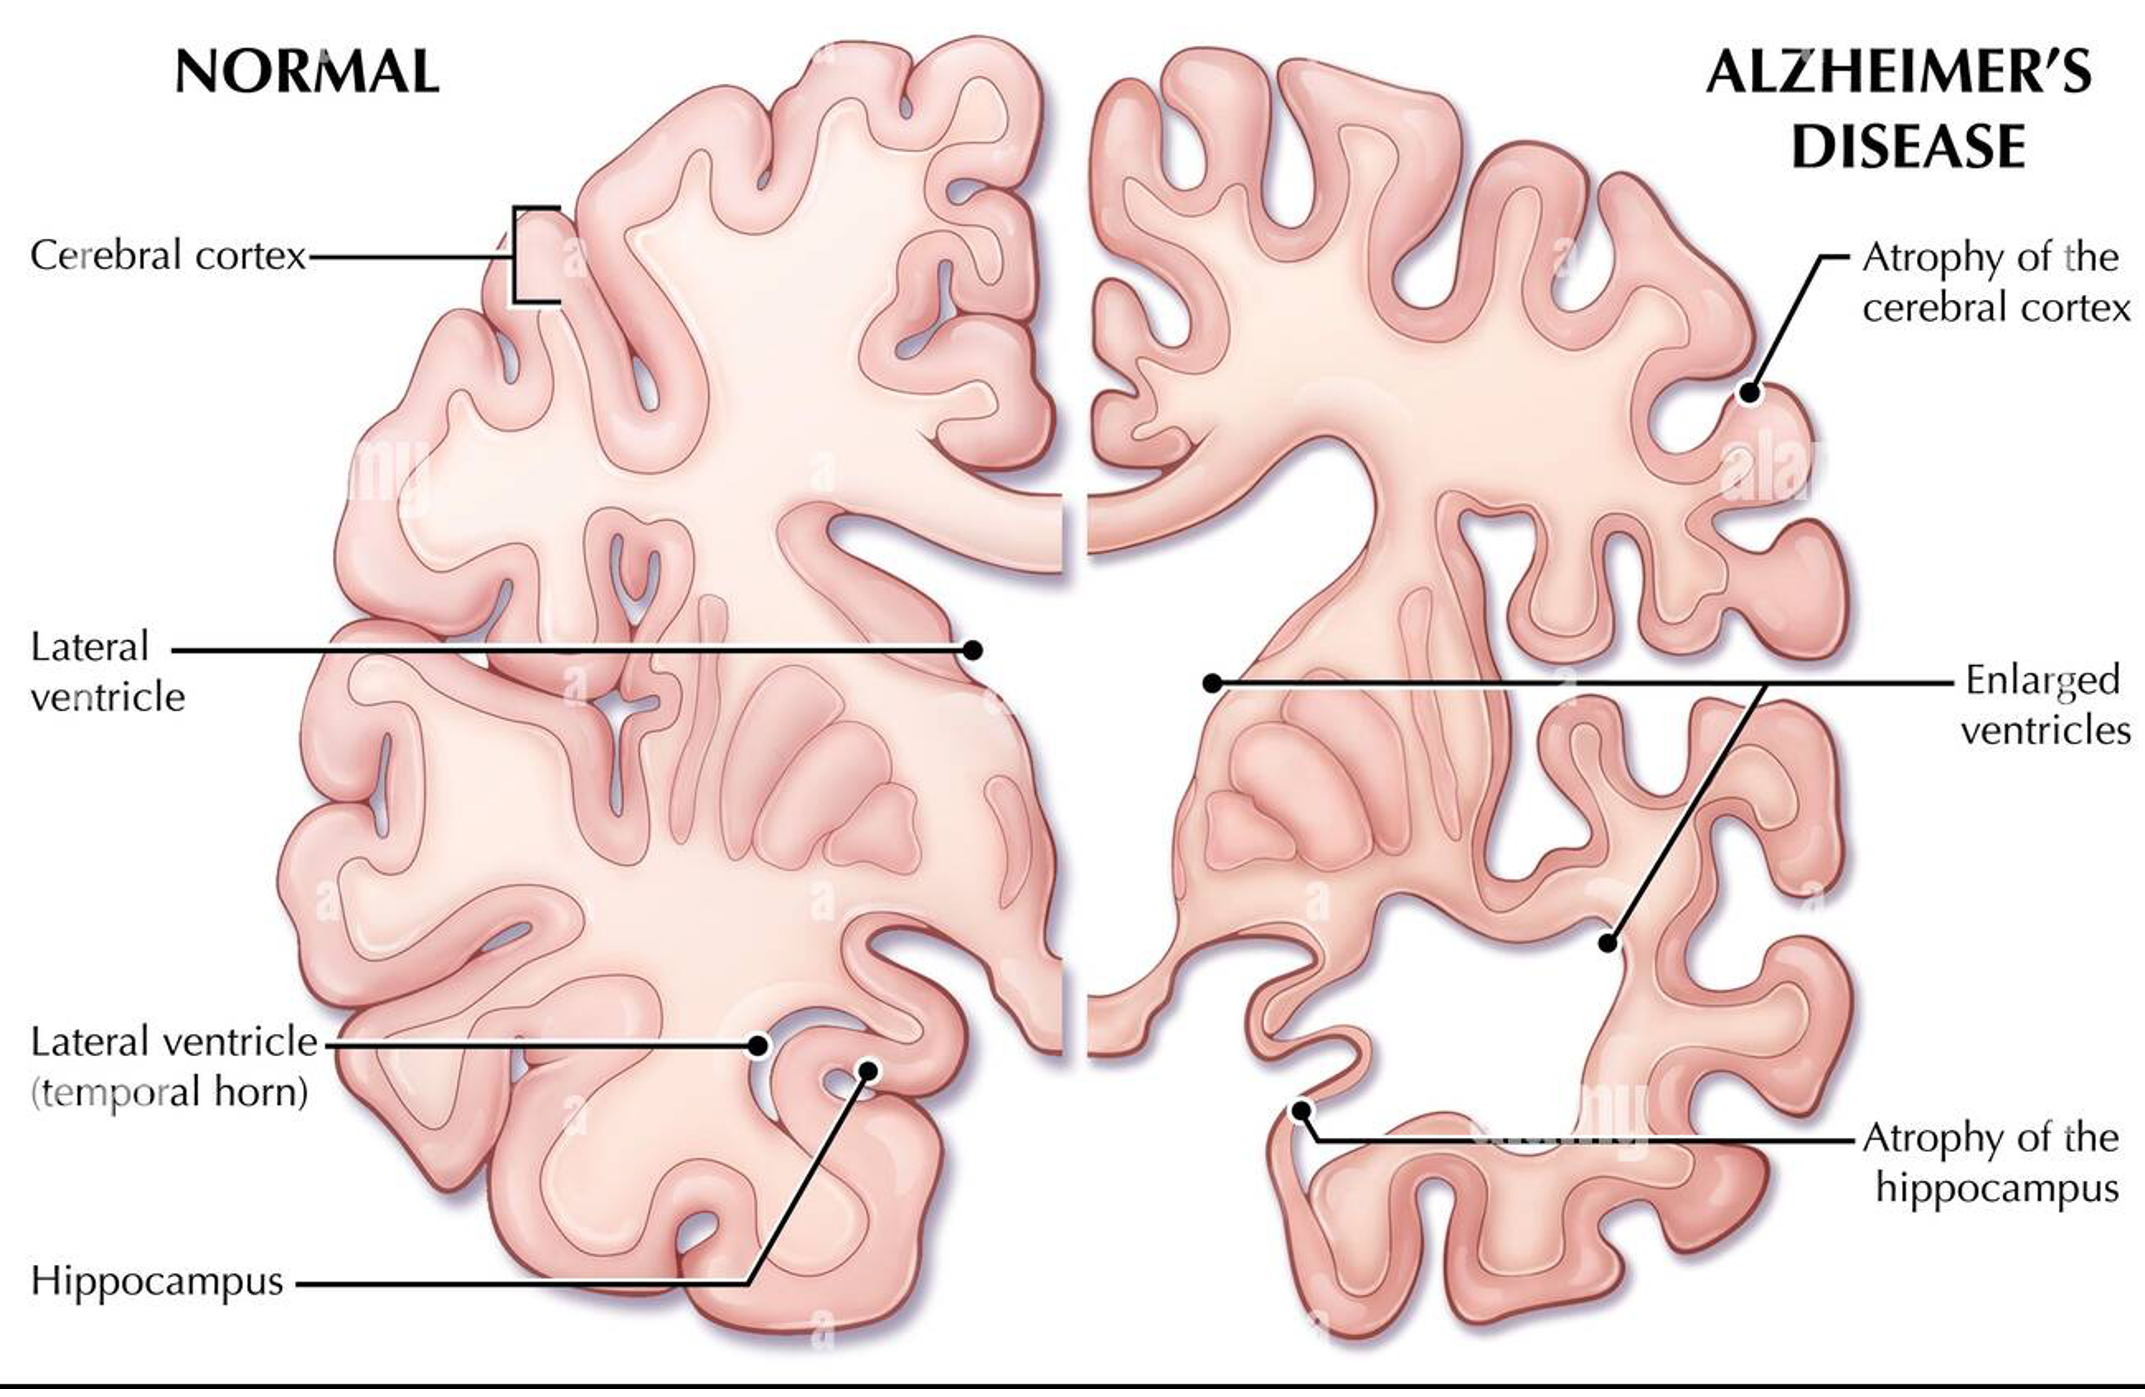 NORMAL
Cerebral cortex
Lateral
ventricle
Lateral ventricle
(temporal horn)
Hippocampus
ALZHEIMER'S
DISEASE
Atrophy of the
cerebral cortex
Enlarged
ventricles
Atrophy of the
hippocampus